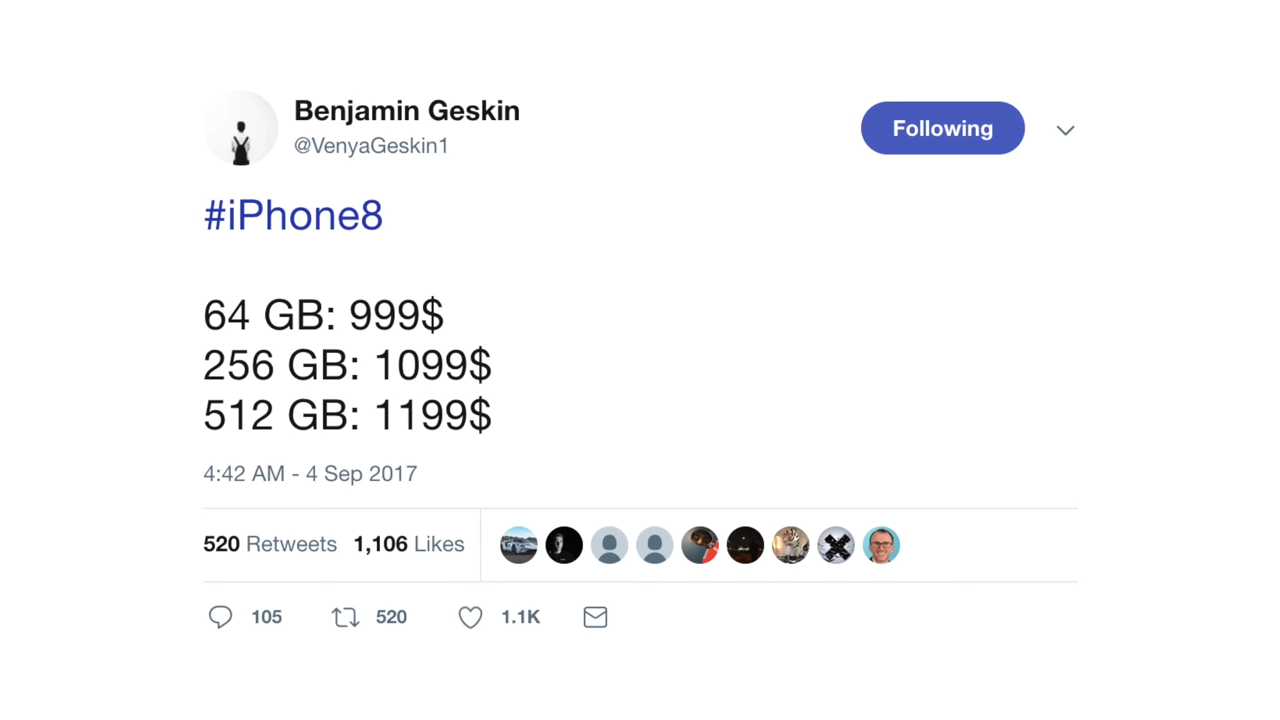 Benjamin Geskin
@VenyaGeskin1
Following
#iPhone8
64 GB: 999$
256 GB: 1099$
512 GB: 1199$
4:42 AM - 4 Sep 2017
520 Retweets 1,106 Likes
105 520 1.1K